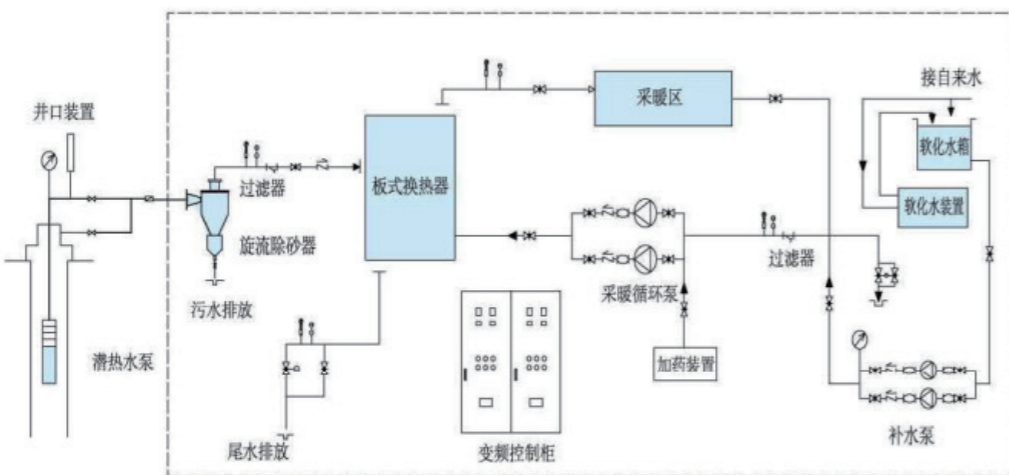 接自来水
采暖区
井口装置
软化水箱
过滤器
板式换热器
软化水装置
旋流除砂器
过滤器
采暖循环泵
污水排放
潜热水泵
加药装置
尾水排放
变频控制柜
补水泵